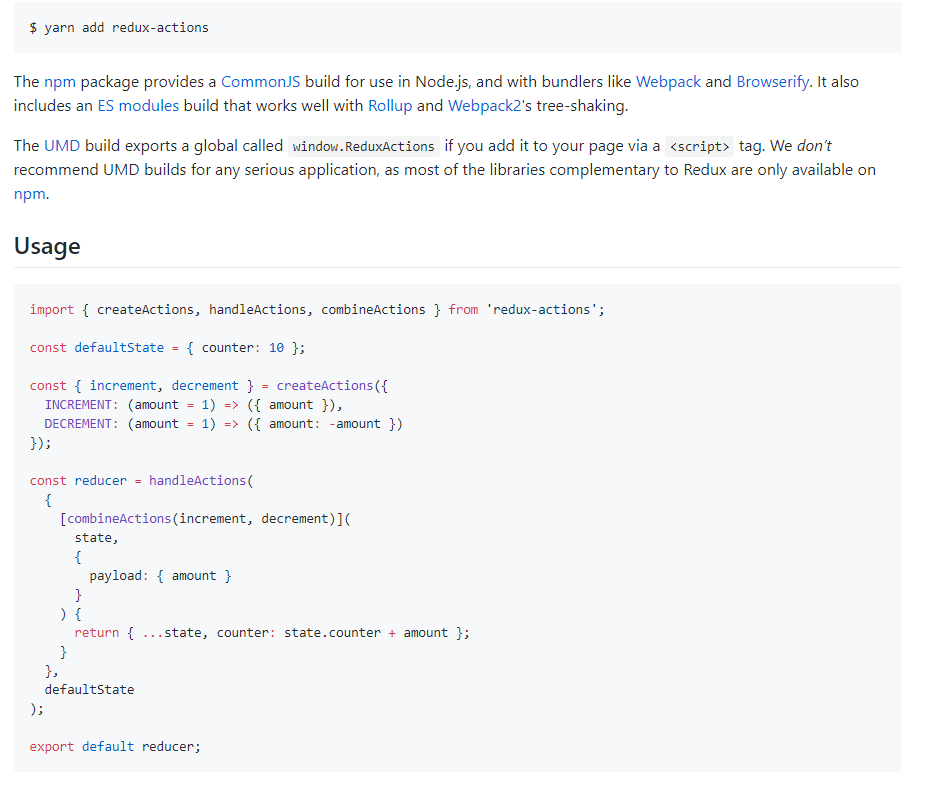 $ yarn add redux-actions
The npm package provides a CommonJS build for use in Node.js, and with bundlers like Webpack and Browserify. It also
includes an ES modules build that works well with Rollup and Webpack2's tree-shaking.
The UMD build exports a global called window.ReduxActions if you add it to your page via a <script> tag. We don't
recommend UMD builds for any serious application, as most of the libraries complementary to Redux are only available on
npm.
Usage
import { createActions, handleActions, combineActions } from 'redux-actions';
const defaultState = { counter: 10 };
const { increment, decrement } = createActions({
  INCREMENT: (amount = 1) => ({ amount }),
  DECREMENT: (amount = 1) => ({ amount: -amount })
});
const reducer = handleActions(
  {
    [combineActions(increment, decrement)](
      state,
      {
        payload: { amount }
      }
    ) {
      return { ...state, counter: state.counter + amount };
    }
  },
  defaultState
);
export default reducer;